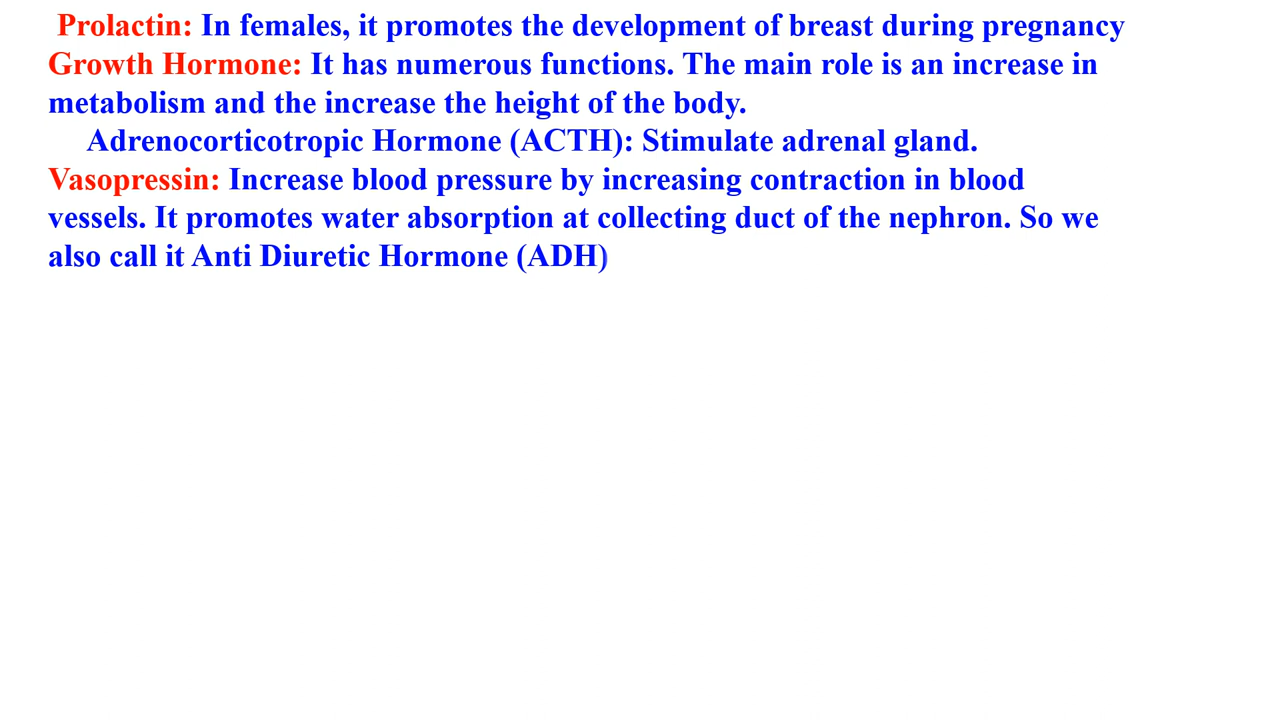 Prolactin: In females, it promotes the development of breast during pregnancy
Growth Hormone: It has numerous functions. The main role is an increase in
metabolism and the increase the height of the body.
Adrenocorticotropic Hormone (ACTH): Stimulate adrenal gland.
Vasopressin: Increase blood pressure by increasing contraction in blood
vessels. It promotes water absorption at collecting duct of the nephron. So we
also call it Anti Diuretic Hormone (ADH)